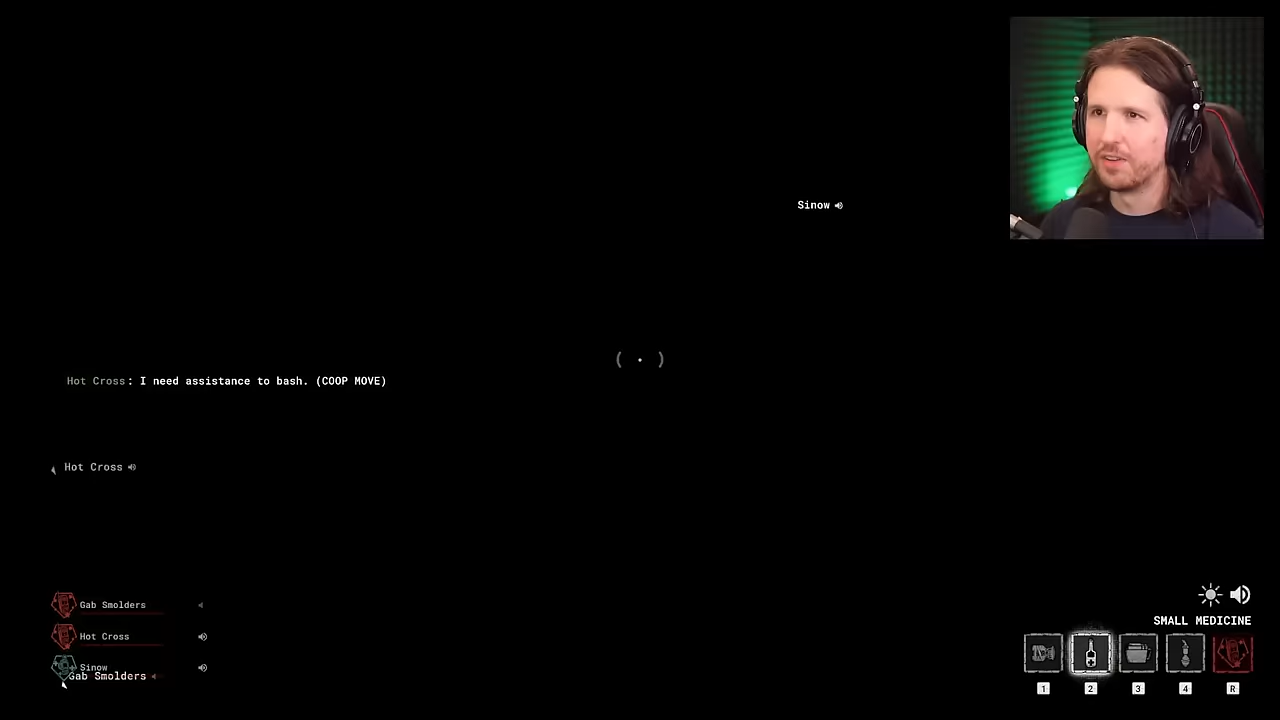 Sinow
Hot Cross: I need assistance to bash. (COOP MOVE)
Hot Cross
Gab Smolders
Hot Cross
Sinow
Gab Smolders
SMALL MEDICINE
1 2 3 4 R